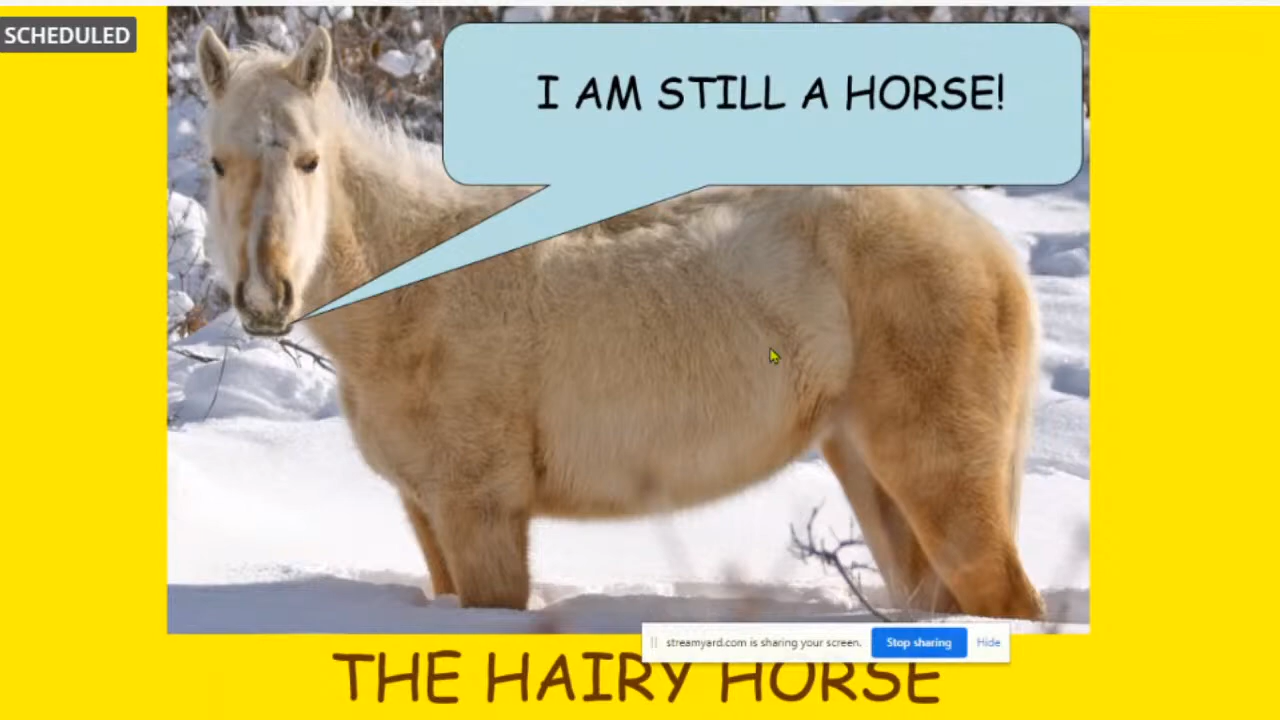 SCHEDULED
I AM STILL A HORSE!
streamyard.com is sharing your screen. Stop sharing Hide
THE HAIRY HORSE